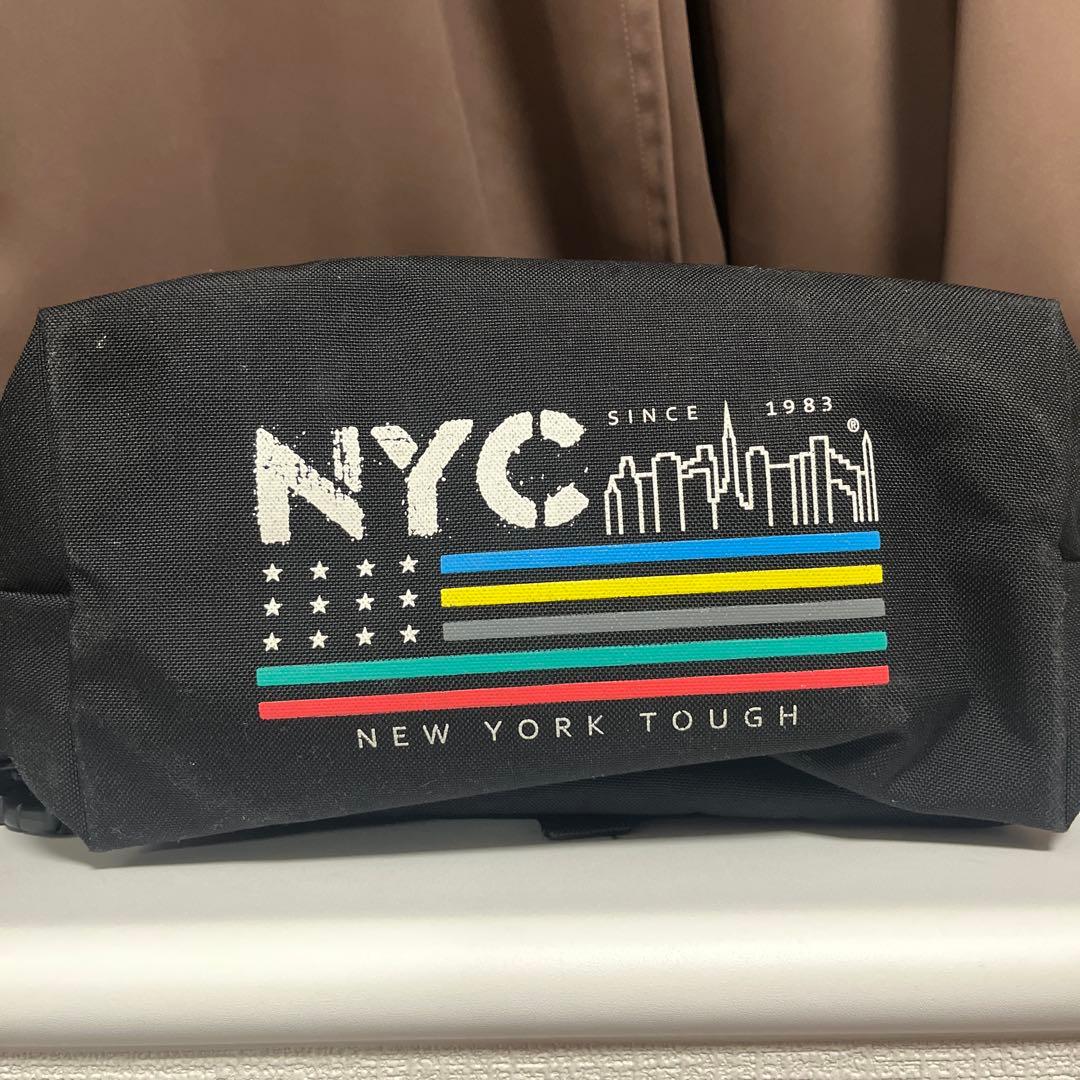 NYC SINCE 1983
®
NEW YORK TOUGH